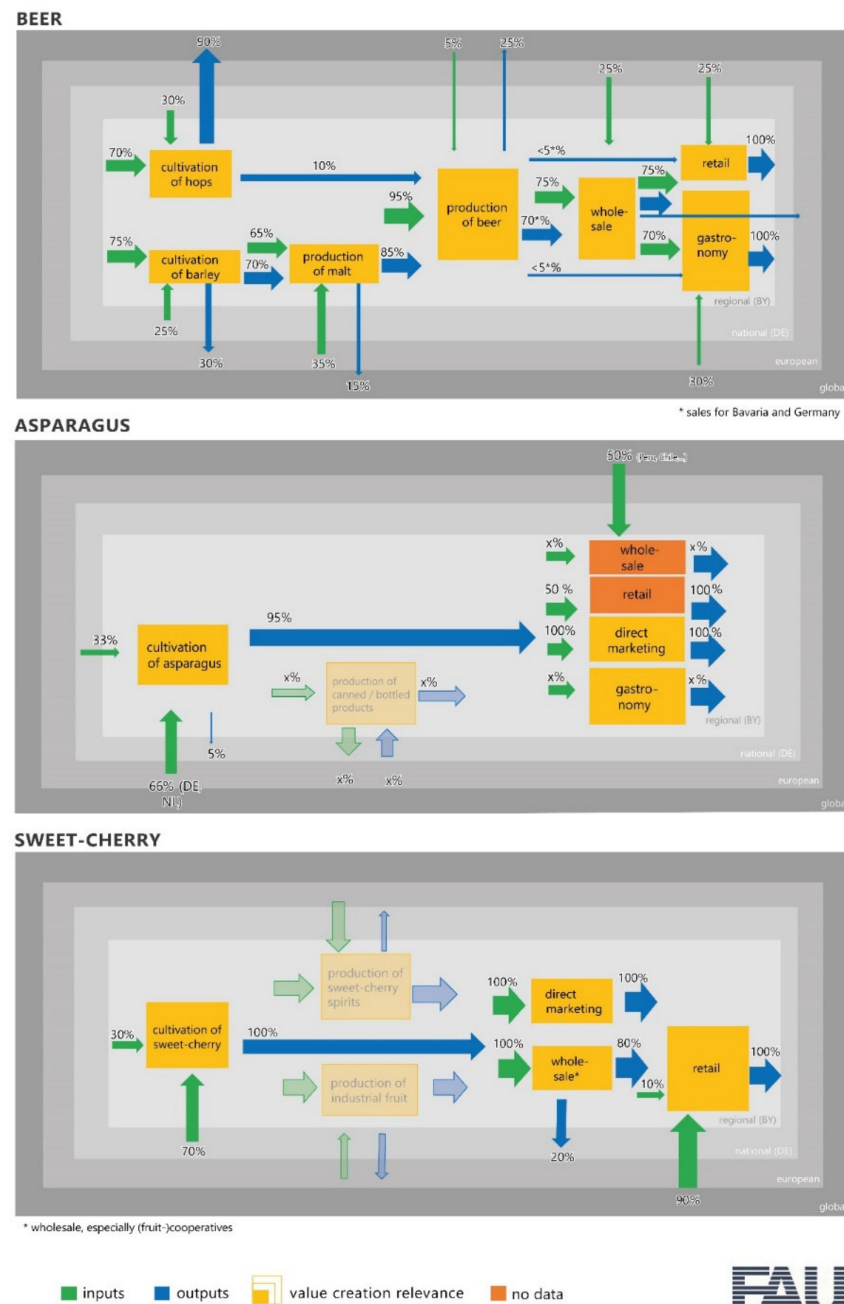 BEER
90%
5%
25%
25%
25%
30%
70%
cultivation
of hops
10%
<5*%
100%
retail
75%
75%
95%
production
of beer
whole-
sale
75%
65%
70*%
70%
gastro-
nomy
100%
cultivation
of barley
70%
production
of malt
85%
<5*%
regional (BY)
national (DE)
25%
30%
35%
15%
30%
european
globa
* sales for Bavaria and Germany
ASPARAGUS
50% (Peru, Chile...)
x%
whole-
sale
x%
50 %
retail
100%
33%
cultivation
of asparagus
95%
100%
direct
marketing
100%
x%
production of
canned / bottled
products
x%
x%
gastro-
nomy
x%
regional (BY)
national (DE)
5%
66% (DE,
NL)
x%
x%
european
globa
SWEET-CHERRY
production of
sweet-cherry
spirits
100%
direct
marketing
100%
30%
cultivation of
sweet-cherry
100%
100%
whole-
sale*
80%
retail
100%
10%
production of
industrial fruit
regional (BY)
70%
20%
national (DE)
90%
european
globa
* wholesale, especially (fruit-)cooperatives
inputs
outputs
value creation relevance
no data
FAU